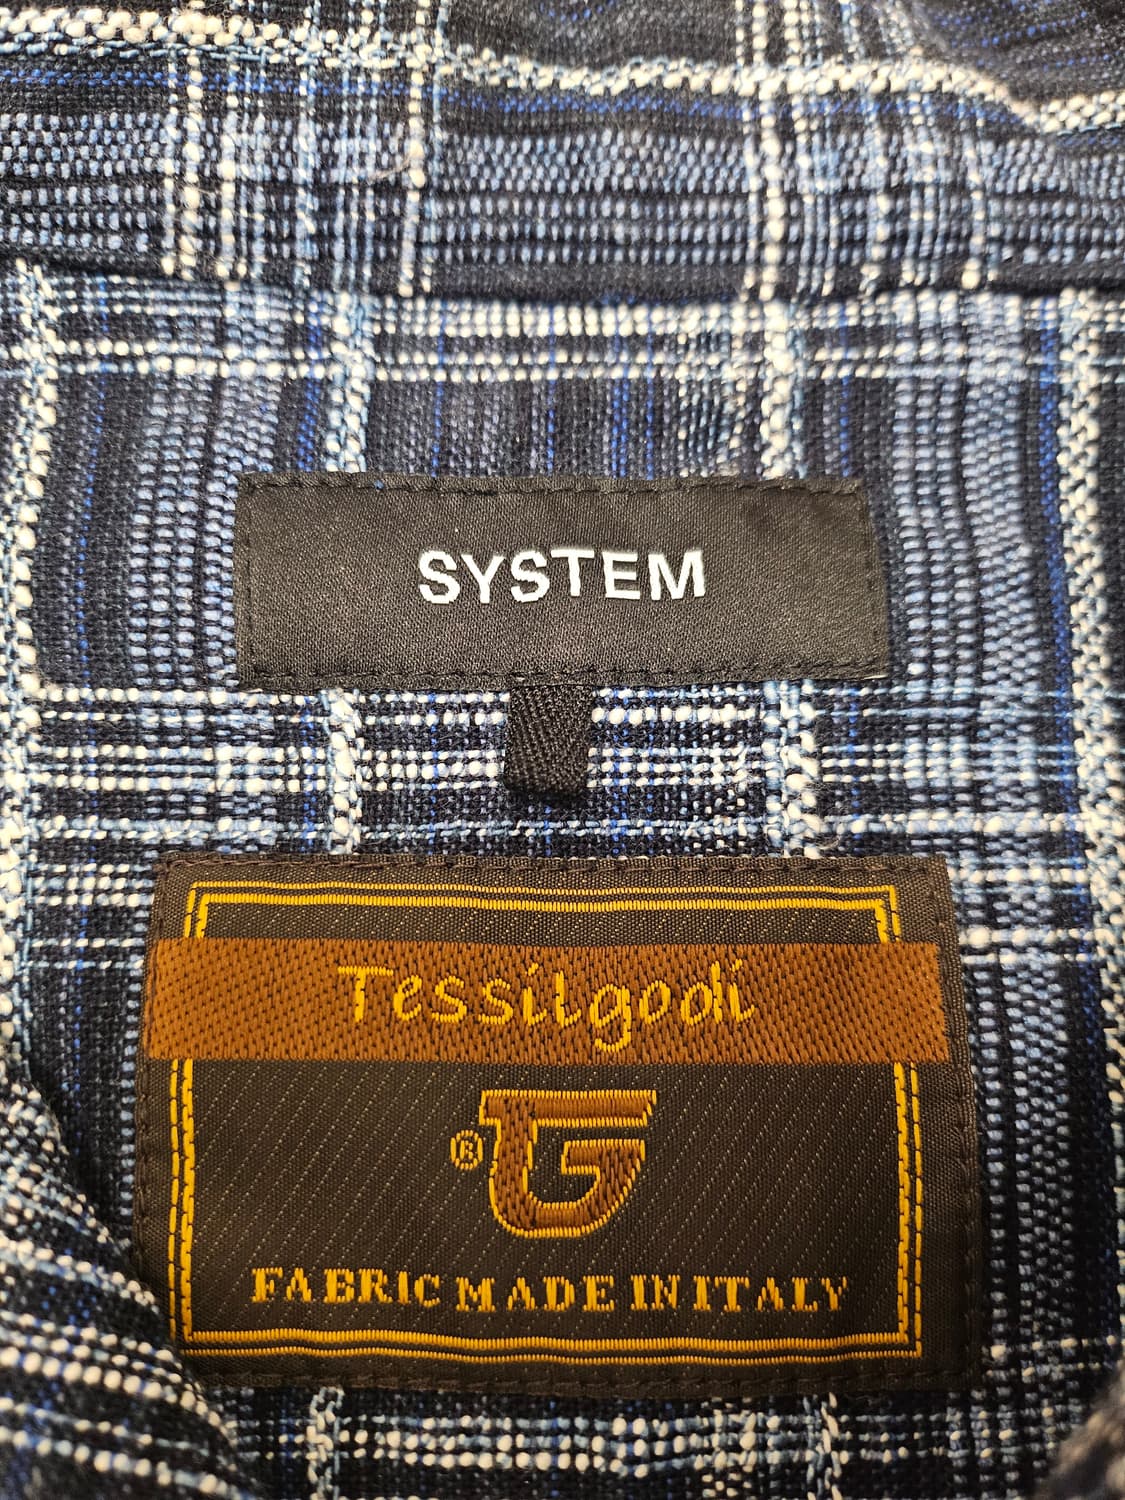 SYSTEM
Tessilgodi
®
FABRIC MADE IN ITALY